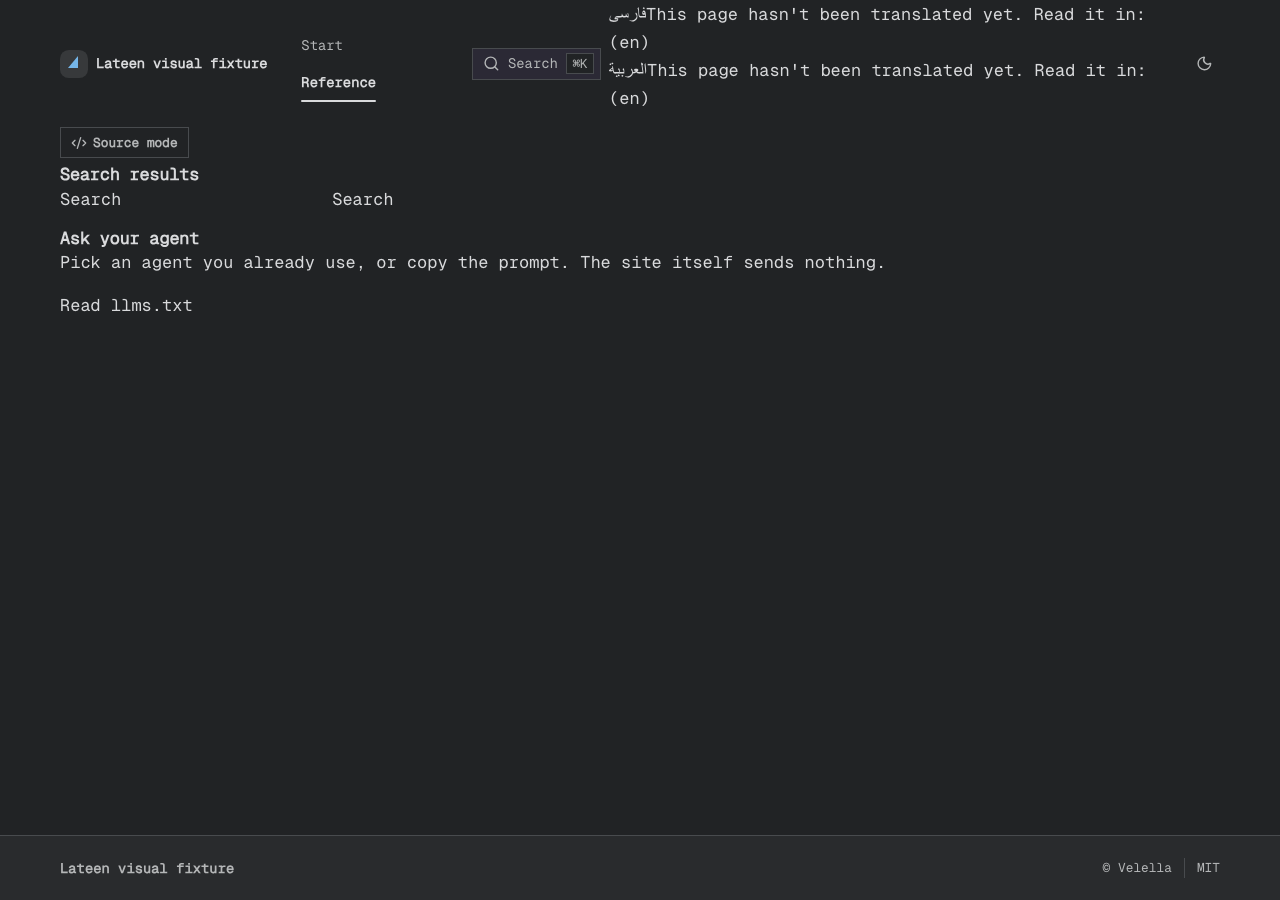 Lateen visual fixture
Start
Reference
Search ⌘K
فارسیThis page hasn't been translated yet. Read it in:
(en)
العربيةThis page hasn't been translated yet. Read it in:
(en)
</> Source mode
Search results
Search Search
Ask your agent
Pick an agent you already use, or copy the prompt. The site itself sends nothing.
Read llms.txt
Lateen visual fixture
© Velella MIT